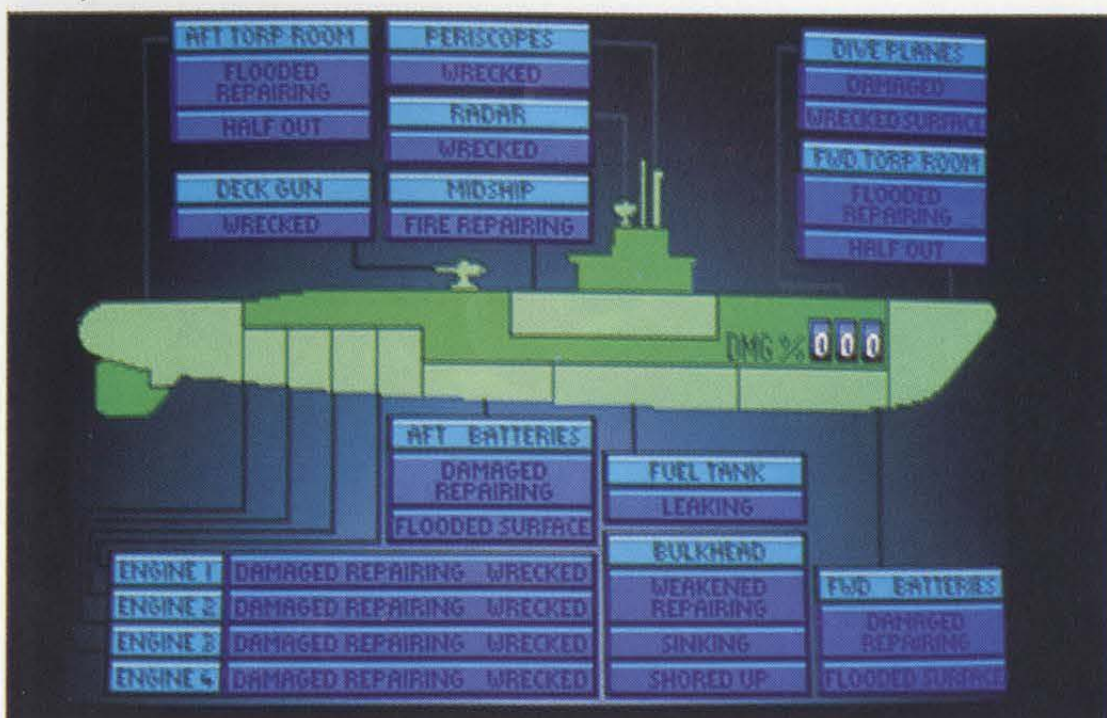 AFT TORP ROOM
FLOODED
REPAIRING
HALF OUT
DECK GUN
WRECKED
PERISCOPES
WRECKED
RADAR
WRECKED
MIDSHIP
FIRE REPAIRING
DIVE PLANES
DAMAGED
WRECKED SURFACE
FWD. TORP ROOM
FLOODED
REPAIRING
HALF OUT
DMG % 0 0 0
AFT BATTERIES
DAMAGED
REPAIRING
FLOODED SURFACE
FUEL TANK
LEAKING
BULKHEAD
WEAKENED
REPAIRING
SINKING
SHORED UP
FWD BATTERIES
DAMAGED
REPAIRING
FLOODED SURFACE
ENGINE 1 DAMAGED REPAIRING WRECKED
ENGINE 2 DAMAGED REPAIRING WRECKED
ENGINE 3 DAMAGED REPAIRING WRECKED
ENGINE 4 DAMAGED REPAIRING WRECKED